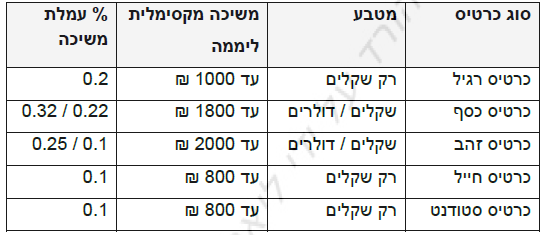 סוג כרטיס מטבע משיכה מקסימלית ליממה % עמלת משיכה
כרטיס רגיל רק שקלים עד 1000 ₪ 0.2
כרטיס כסף שקלים / דולרים עד 1800 ₪ 0.32 / 0.22
כרטיס זהב שקלים / דולרים עד 2000 ₪ 0.25 / 0.1
כרטיס חייל רק שקלים עד 800 ₪ 0.1
כרטיס סטודנט רק שקלים עד 800 ₪ 0.1